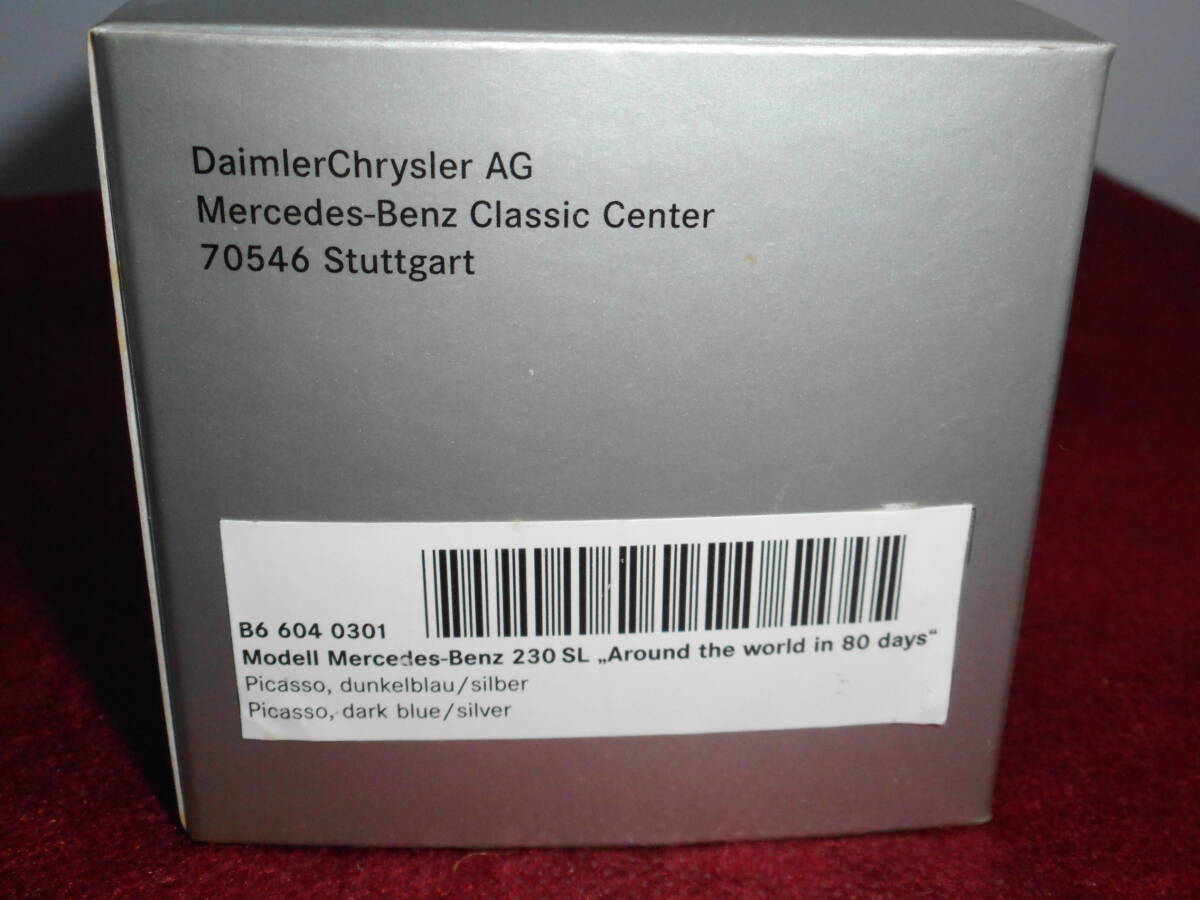 DaimlerChrysler AG
Mercedes-Benz Classic Center
70546 Stuttgart
B6 604 0301
Modell Mercedes-Benz 230 SL „Around the world in 80 days“
Picasso, dunkelblau/silber
Picasso, dark blue/silver